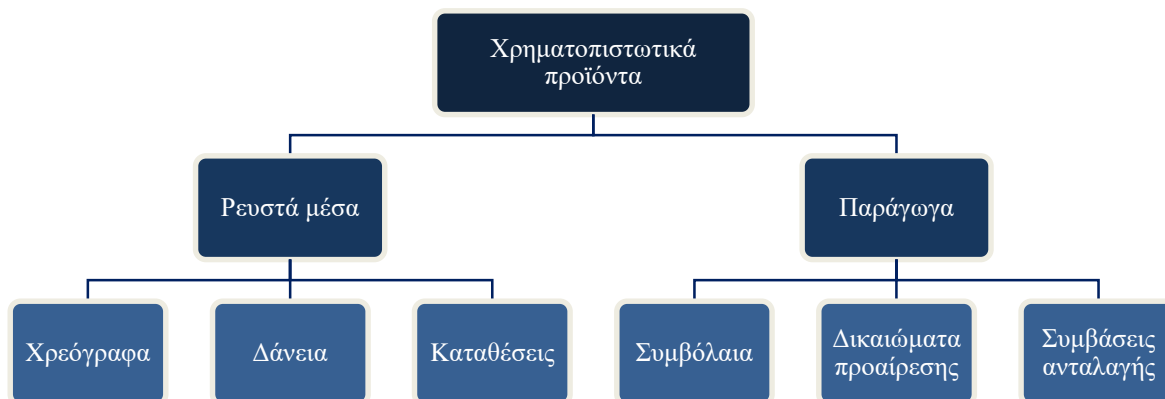 Χρηματοπιστωτικά
προϊόντα
Ρευστά μέσα
Παράγωγα
Χρεόγραφα
Δάνεια
Καταθέσεις
Συμβόλαια
Δικαιώματα
προαίρεσης
Συμβάσεις
ανταλαγής